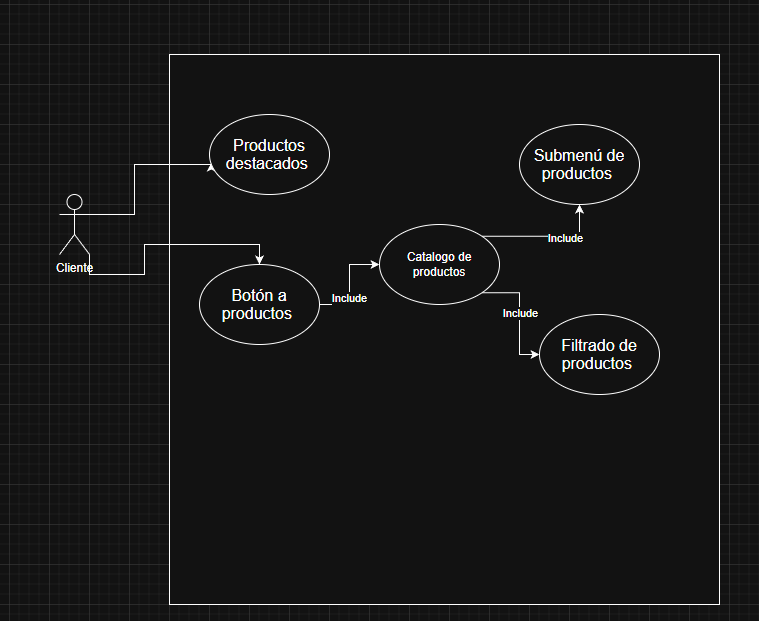 Productos
destacados
Submenú de
productos
Cliente
Catalogo de
productos
Include
Botón a
productos
Include
Include
Filtrado de
productos